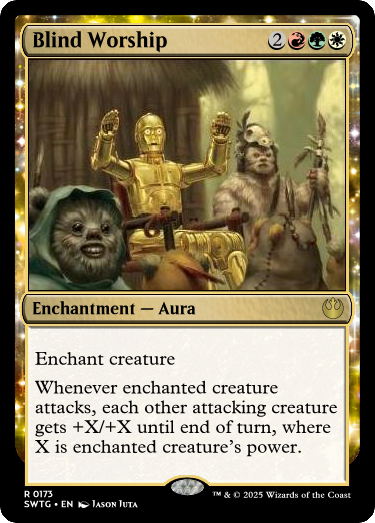 Blind Worship 2
Enchantment — Aura
Enchant creature
Whenever enchanted creature
attacks, each other attacking creature
gets +X/+X until end of turn, where
X is enchanted creature's power.
R 0173
SWTG • EN Jason Juta ™ & © 2025 Wizards of the Coast